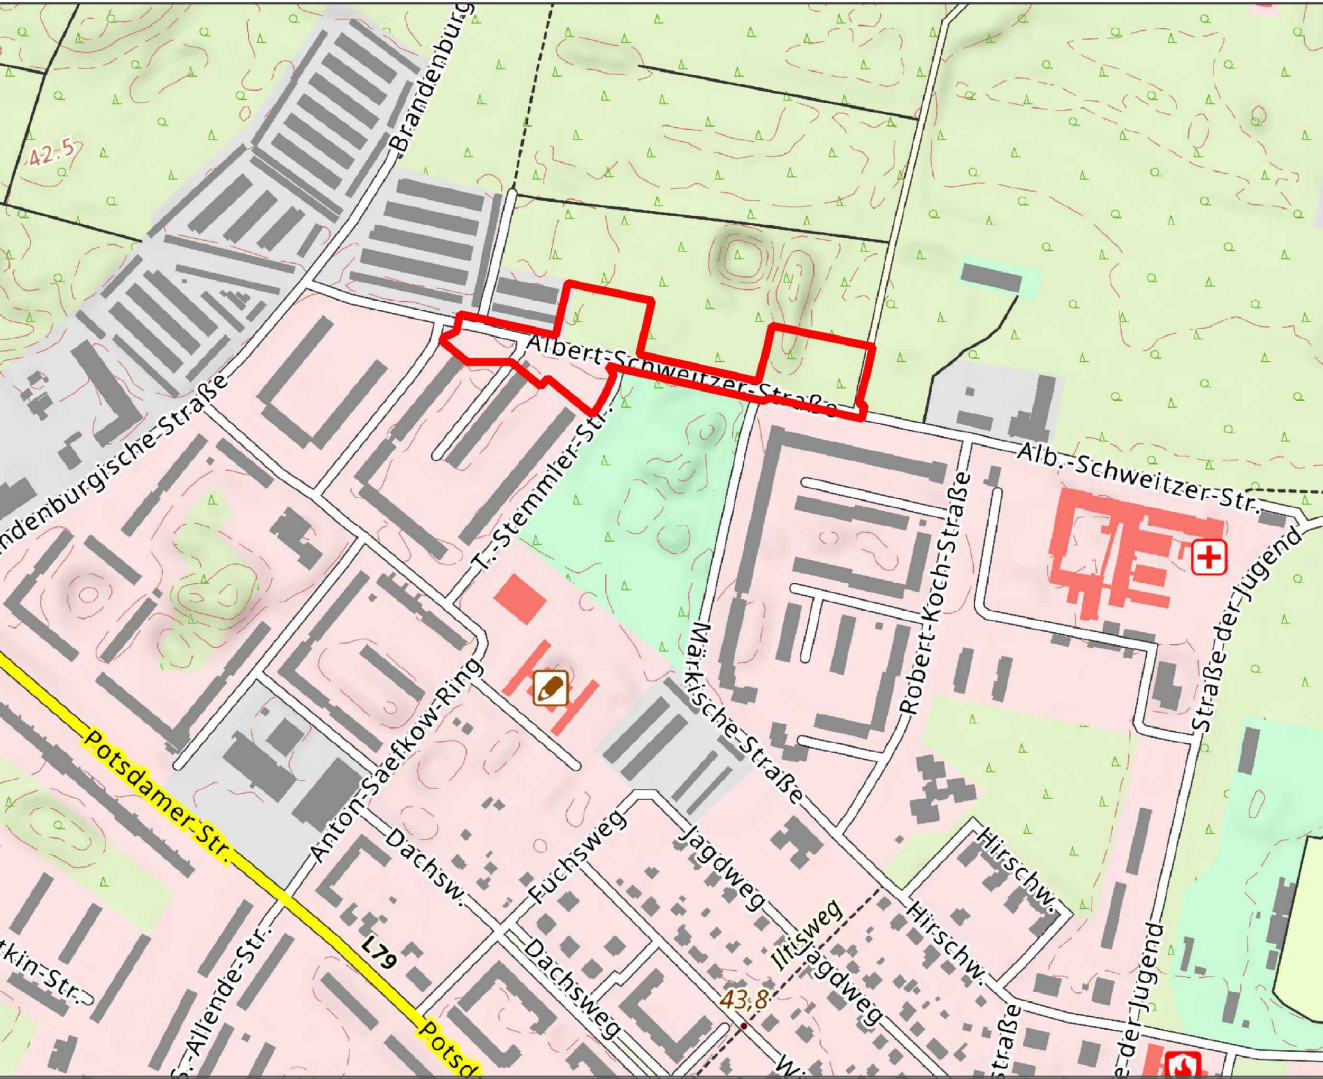 Brandenburg
42.5
Albert-Schweitzer-Straße
Alb.-Schweitzer-Str.
ndenburgische-Straße
T.-Stemmler-Str.
Robert-Koch-Straße
Straße-der-Jugend
Märkische-Straße
Anton-Saefkow-Ring
Potsdamer-Str.
Dachsw.
Fuchsweg
Jagdweg
Hirschw.
Hirschw.
Iltisweg
Jagdweg
L79
Dachsweg
tkin-Str.
S.-Allende-Str.
43,8
Potsd
Wi
straße
e-der-Jugend